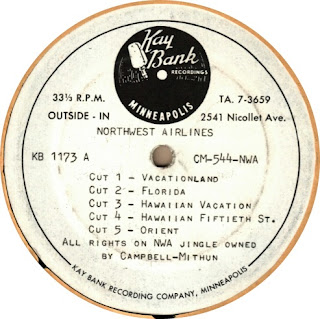 Kay
Bank
RECORDINGS
MINNEAPOLIS
33⅓ R.P.M.
TA. 7-3659
OUTSIDE - IN
2541 Nicollet Ave.
NORTHWEST AIRLINES
KB 1173 A
CM-544-NWA
CUT 1 - VACATIONLAND
CUT 2 - FLORIDA
CUT 3 - HAWAIIAN VACATION
CUT 4 - HAWAIIAN FIFTIETH ST.
CUT 5 - ORIENT
ALL RIGHTS ON NWA JINGLE OWNED
BY CAMPBELL-MITHUN
KAY BANK RECORDING COMPANY, MINNEAPOLIS